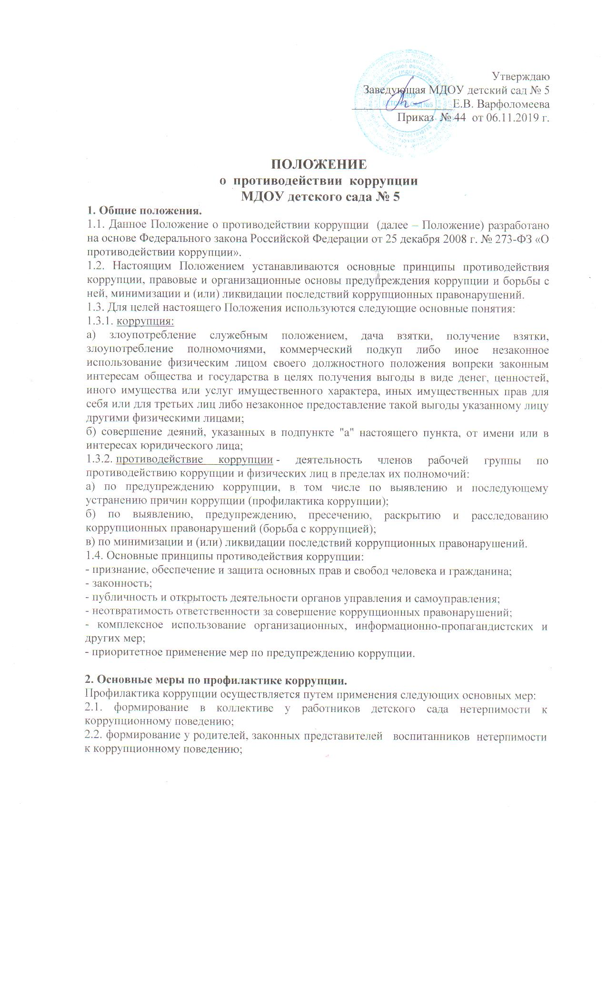 Утверждаю
Заведующая МДОУ детский сад № 5
Е.В. Варфоломеева
Приказ № 44 от 06.11.2019 г.
МДОУ
ДЕТСКИЙ САД №5
ПОЛОЖЕНИЕ
о противодействии коррупции
МДОУ детского сада № 5
1. Общие положения.
1.1. Данное Положение о противодействии коррупции (далее – Положение) разработано
на основе Федерального закона Российской Федерации от 25 декабря 2008 г. № 273-ФЗ «О
противодействии коррупции».
1.2. Настоящим Положением устанавливаются основные принципы противодействия
коррупции, правовые и организационные основы предупреждения коррупции и борьбы с
ней, минимизации и (или) ликвидации последствий коррупционных правонарушений.
1.3. Для целей настоящего Положения используются следующие основные понятия:
1.3.1. коррупция:
а) злоупотребление служебным положением, дача взятки, получение взятки,
злоупотребление полномочиями, коммерческий подкуп либо иное незаконное
использование физическим лицом своего должностного положения вопреки законным
интересам общества и государства в целях получения выгоды в виде денег, ценностей,
иного имущества или услуг имущественного характера, иных имущественных прав для
себя или для третьих лиц либо незаконное предоставление такой выгоды указанному лицу
другими физическими лицами;
б) совершение деяний, указанных в подпункте "а" настоящего пункта, от имени или в
интересах юридического лица;
1.3.2. противодействие коррупции - деятельность членов рабочей группы по
противодействию коррупции и физических лиц в пределах их полномочий:
а) по предупреждению коррупции, в том числе по выявлению и последующему
устранению причин коррупции (профилактика коррупции);
б) по выявлению, предупреждению, пресечению, раскрытию и расследованию
коррупционных правонарушений (борьба с коррупцией);
в) по минимизации и (или) ликвидации последствий коррупционных правонарушений.
1.4. Основные принципы противодействия коррупции:
- признание, обеспечение и защита основных прав и свобод человека и гражданина;
- законность;
- публичность и открытость деятельности органов управления и самоуправления;
- неотвратимость ответственности за совершение коррупционных правонарушений;
- комплексное использование организационных, информационно-пропагандистских и
других мер;
- приоритетное применение мер по предупреждению коррупции.
2. Основные меры по профилактике коррупции.
Профилактика коррупции осуществляется путем применения следующих основных мер:
2.1. формирование в коллективе у работников детского сада нетерпимости к
коррупционному поведению;
2.2. формирование у родителей, законных представителей воспитанников нетерпимости
к коррупционному поведению;